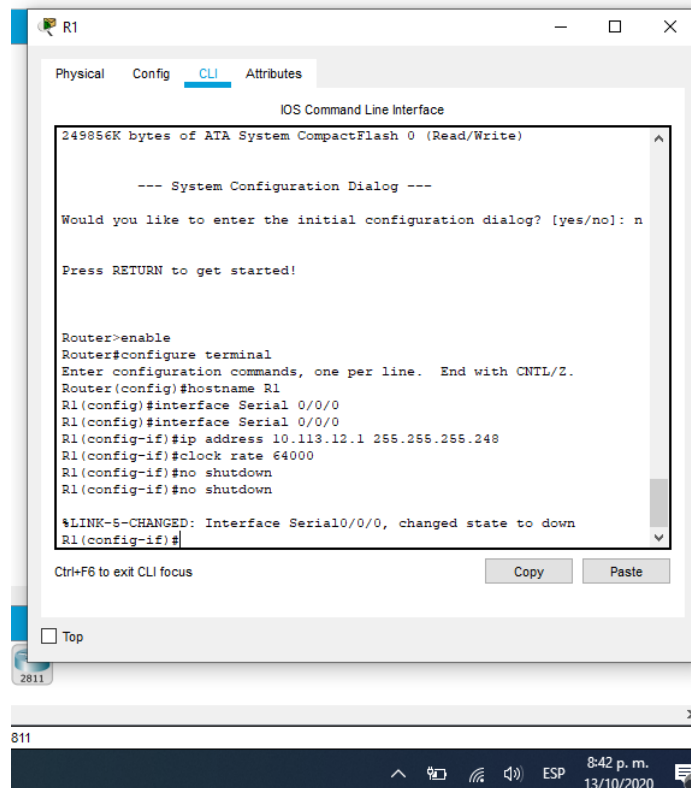 R1
Physical Config CLI Attributes
IOS Command Line Interface
249856K bytes of ATA System CompactFlash 0 (Read/Write)
--- System Configuration Dialog ---
Would you like to enter the initial configuration dialog? [yes/no]: n
Press RETURN to get started!
Router>enable
Router#configure terminal
Enter configuration commands, one per line.  End with CNTL/Z.
Router(config)#hostname R1
R1(config)#interface Serial 0/0/0
R1(config)#interface Serial 0/0/0
R1(config-if)#ip address 10.113.12.1 255.255.255.248
R1(config-if)#clock rate 64000
R1(config-if)#no shutdown
R1(config-if)#no shutdown
%LINK-5-CHANGED: Interface Serial0/0/0, changed state to down
R1(config-if)#
Ctrl+F6 to exit CLI focus
Copy Paste
Top
2811
811
ESP
8:42 p. m.
13/10/2020